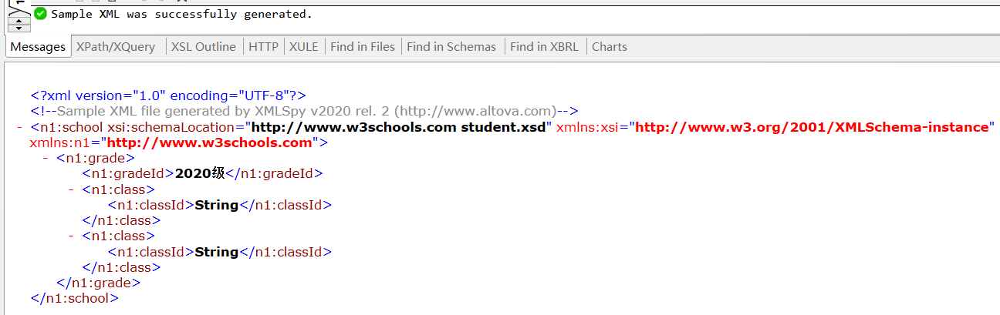 Sample XML was successfully generated.
Messages XPath/XQuery XSL Outline HTTP XULE Find in Files Find in Schemas Find in XBRL Charts
<?xml version="1.0" encoding="UTF-8"?>
<!--Sample XML file generated by XMLSpy v2020 rel. 2 (http://www.altova.com)-->
- <n1:school xsi:schemaLocation="http://www.w3schools.com student.xsd" xmlns:xsi="http://www.w3.org/2001/XMLSchema-instance"
xmlns:n1="http://www.w3schools.com">
- <n1:grade>
<n1:gradeId>2020级</n1:gradeId>
- <n1:class>
<n1:classId>String</n1:classId>
</n1:class>
- <n1:class>
<n1:classId>String</n1:classId>
</n1:class>
</n1:grade>
</n1:school>